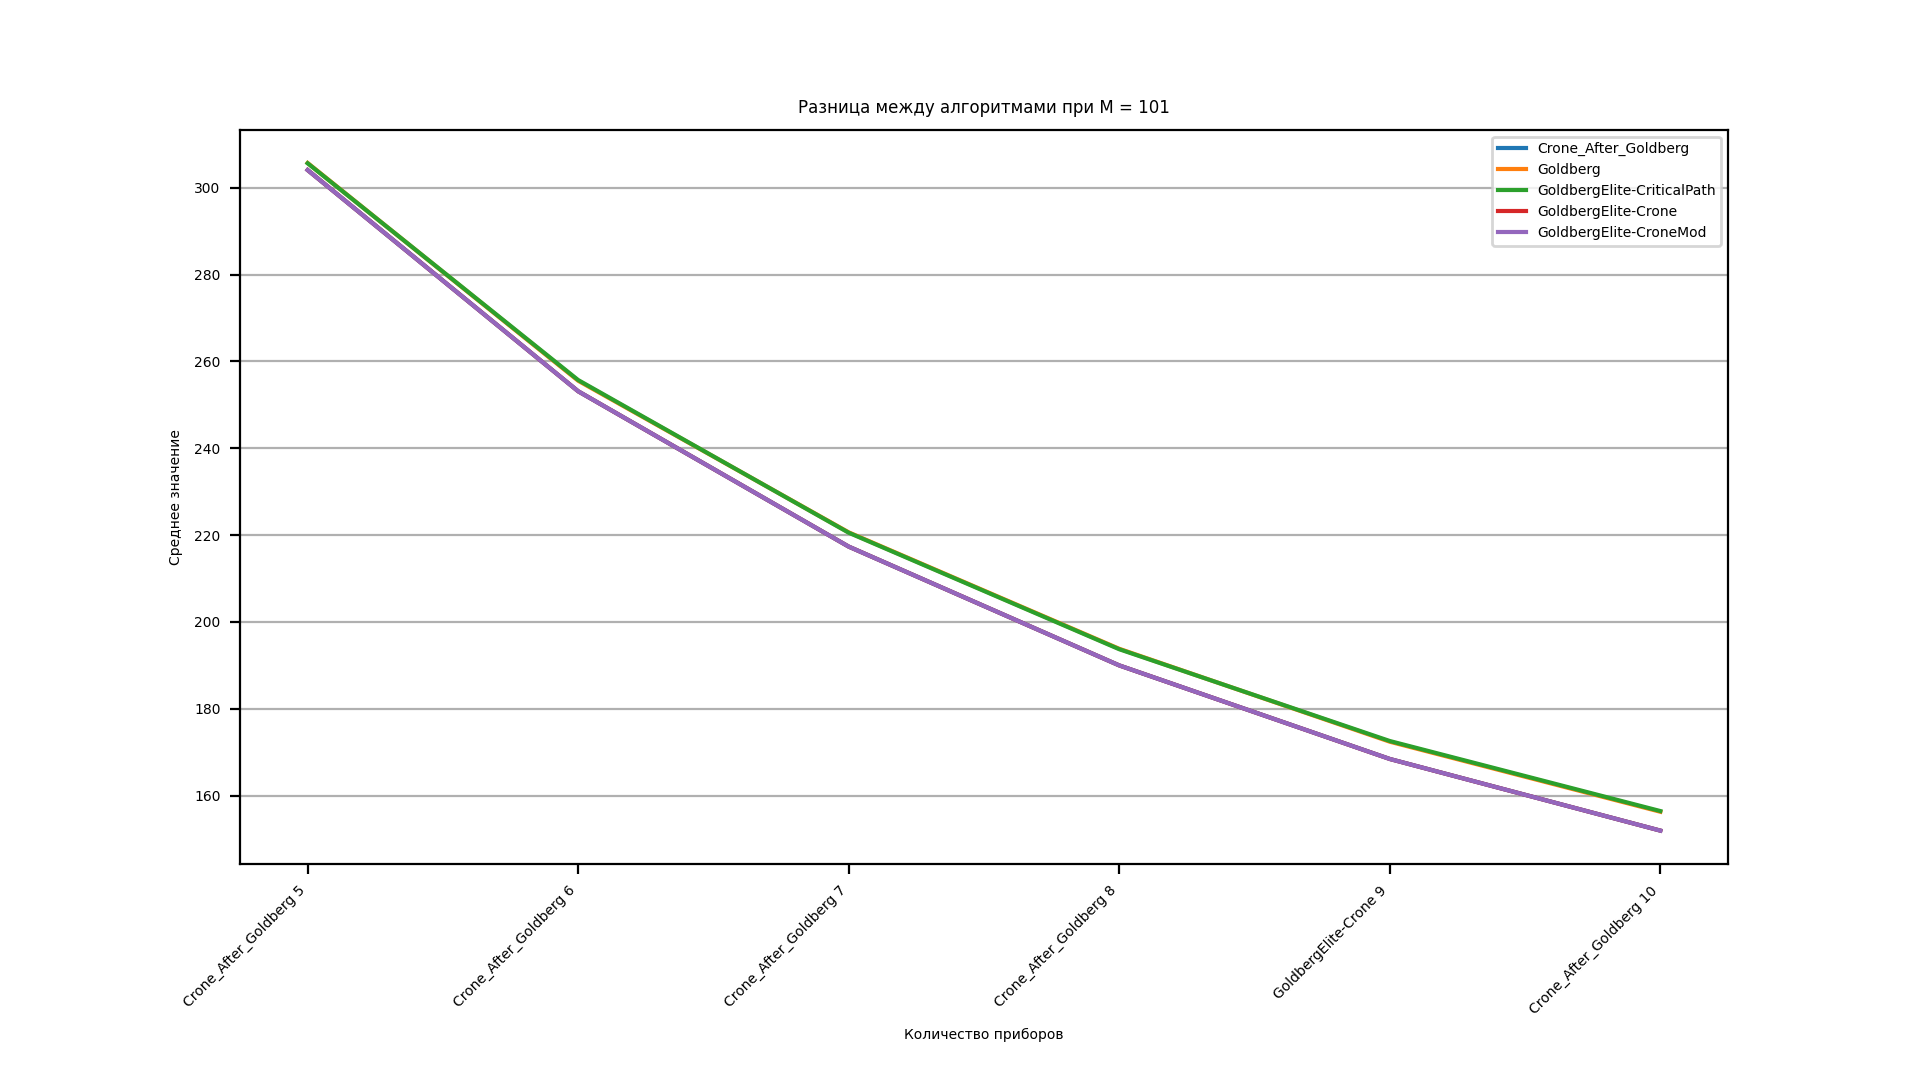 Разница между алгоритмами при M = 101
Crone_After_Goldberg
Goldberg
GoldbergElite-CriticalPath
GoldbergElite-Crone
GoldbergElite-CroneMod
300
280
260
240
220
200
180
160
Среднее значение
Crone_After_Goldberg 5
Crone_After_Goldberg 6
Crone_After_Goldberg 7
Crone_After_Goldberg 8
GoldbergElite-Crone 9
Crone_After_Goldberg 10
Количество приборов